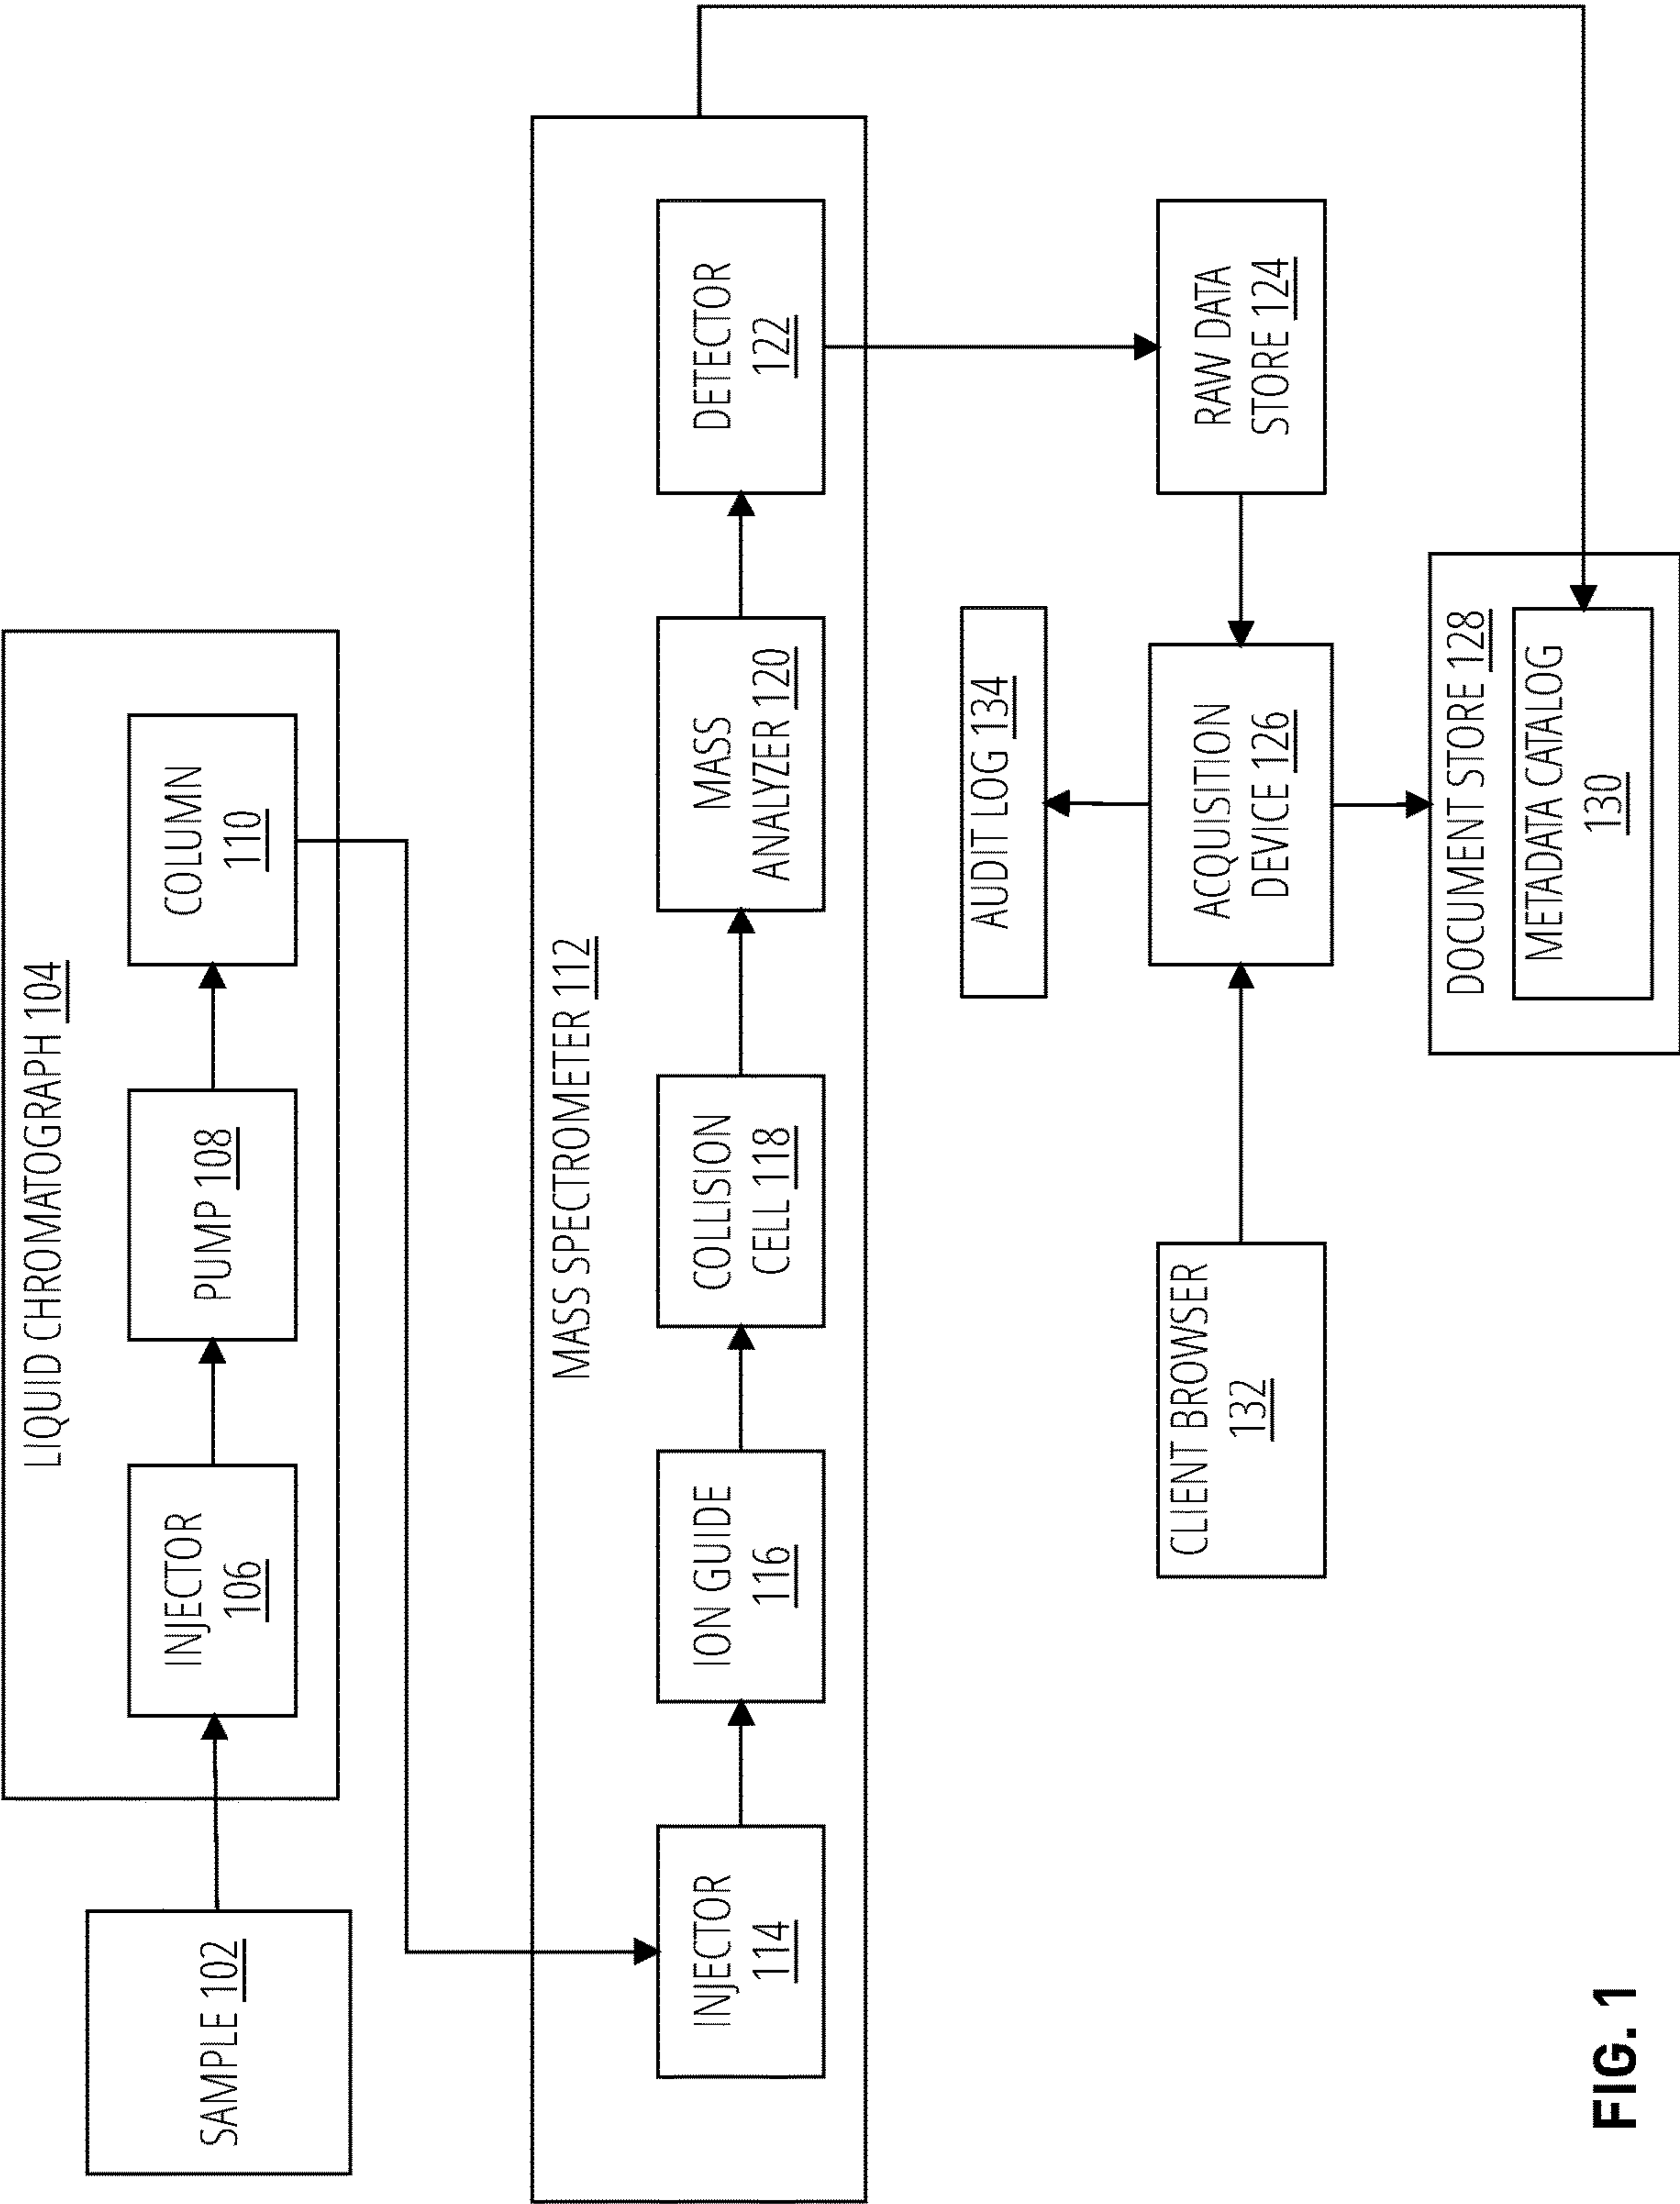 LIQUID CHROMATOGRAPH 104
SAMPLE 102
INJECTOR
106
PUMP 108
COLUMN
110
MASS SPECTROMETER 112
INJECTOR
114
ION GUIDE
116
COLLISION
CELL 118
MASS
ANALYZER 120
DETECTOR
122
AUDIT LOG 134
CLIENT BROWSER
132
ACQUISITION
DEVICE 126
RAW DATA
STORE 124
DOCUMENT STORE 128
METADATA CATALOG
130
FIG. 1